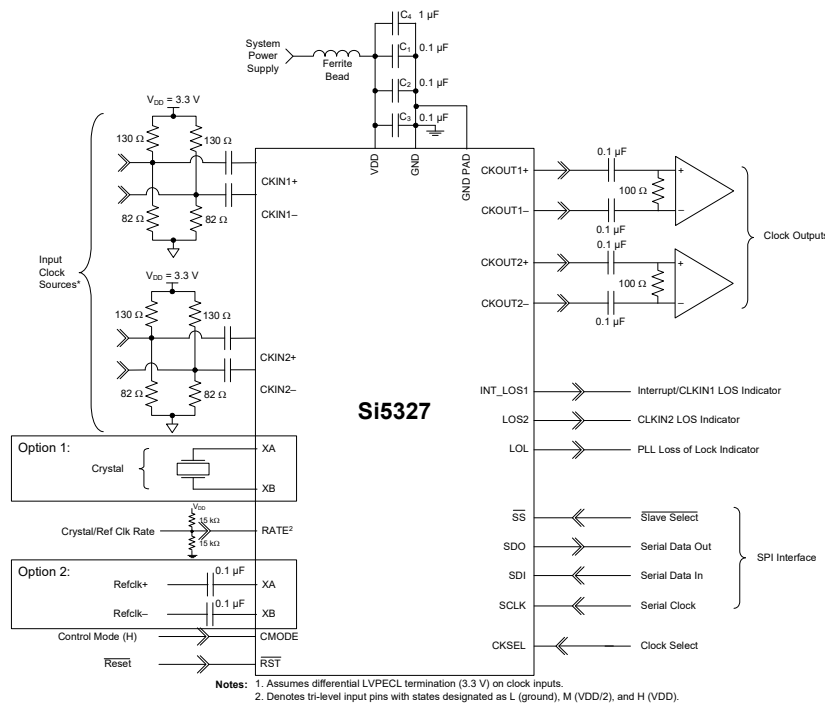 C4 1 µF
System
Power
Supply
Ferrite
Bead
C1 0.1 µF
C2 0.1 µF
C3 0.1 µF
VDD = 3.3 V
130 Ω
130 Ω
82 Ω
82 Ω
CKIN1+
CKIN1–
VDD
GND
GND PAD
Input
Clock
Sources*
VDD = 3.3 V
130 Ω
130 Ω
82 Ω
82 Ω
CKIN2+
CKIN2–
Si5327
CKOUT1+
0.1 µF
100 Ω
+
–
CKOUT1–
0.1 µF
CKOUT2+
0.1 µF
100 Ω
+
–
CKOUT2–
0.1 µF
Clock Outputs
INT_LOS1
Interrupt/CLKIN1 LOS Indicator
LOS2
CLKIN2 LOS Indicator
LOL
PLL Loss of Lock Indicator
Option 1:
Crystal
XA
XB
Crystal/Ref Clk Rate
VDD
15 kΩ
15 kΩ
RATE2
Option 2:
Refclk+
0.1 µF
XA
Refclk–
0.1 µF
XB
Control Mode (H)
CMODE
Reset
RST
SS
Slave Select
SDO
Serial Data Out
SDI
Serial Data In
SCLK
Serial Clock
SPI Interface
CKSEL
Clock Select
Notes: 1. Assumes differential LVPECL termination (3.3 V) on clock inputs.
2. Denotes tri-level input pins with states designated as L (ground), M (VDD/2), and H (VDD).